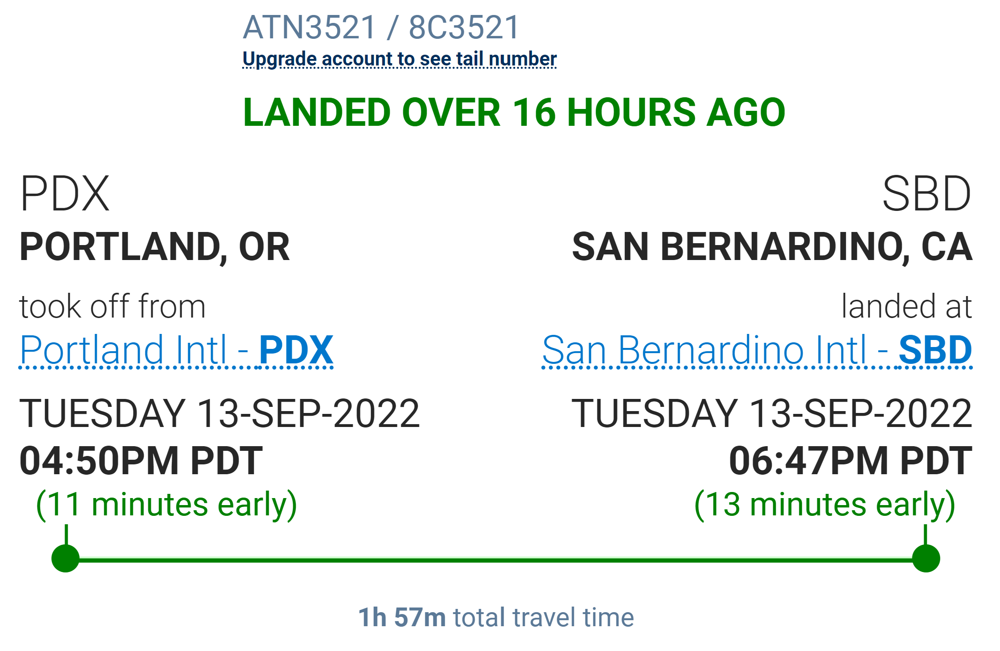 ATN3521 / 8C3521
Upgrade account to see tail number
LANDED OVER 16 HOURS AGO
PDX
PORTLAND, OR
took off from
Portland Intl - PDX
TUESDAY 13-SEP-2022
04:50PM PDT
(11 minutes early)
SBD
SAN BERNARDINO, CA
landed at
San Bernardino Intl - SBD
TUESDAY 13-SEP-2022
06:47PM PDT
(13 minutes early)
1h 57m total travel time